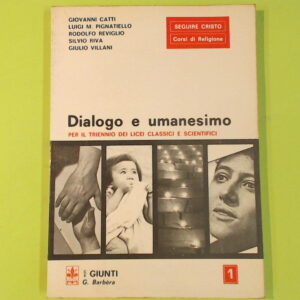 GIOVANNI CATTI
LUIGI M. PIGNATIELLO
RODOLFO REVIGLIO
SILVIO RIVA
GIULIO VILLANI
SEGUIRE CRISTO
Corsi di Religione
Dialogo e umanesimo
PER IL TRIENNIO DEI LICEI CLASSICI E SCIENTIFICI
GIUNTI
G. Barbèra
1